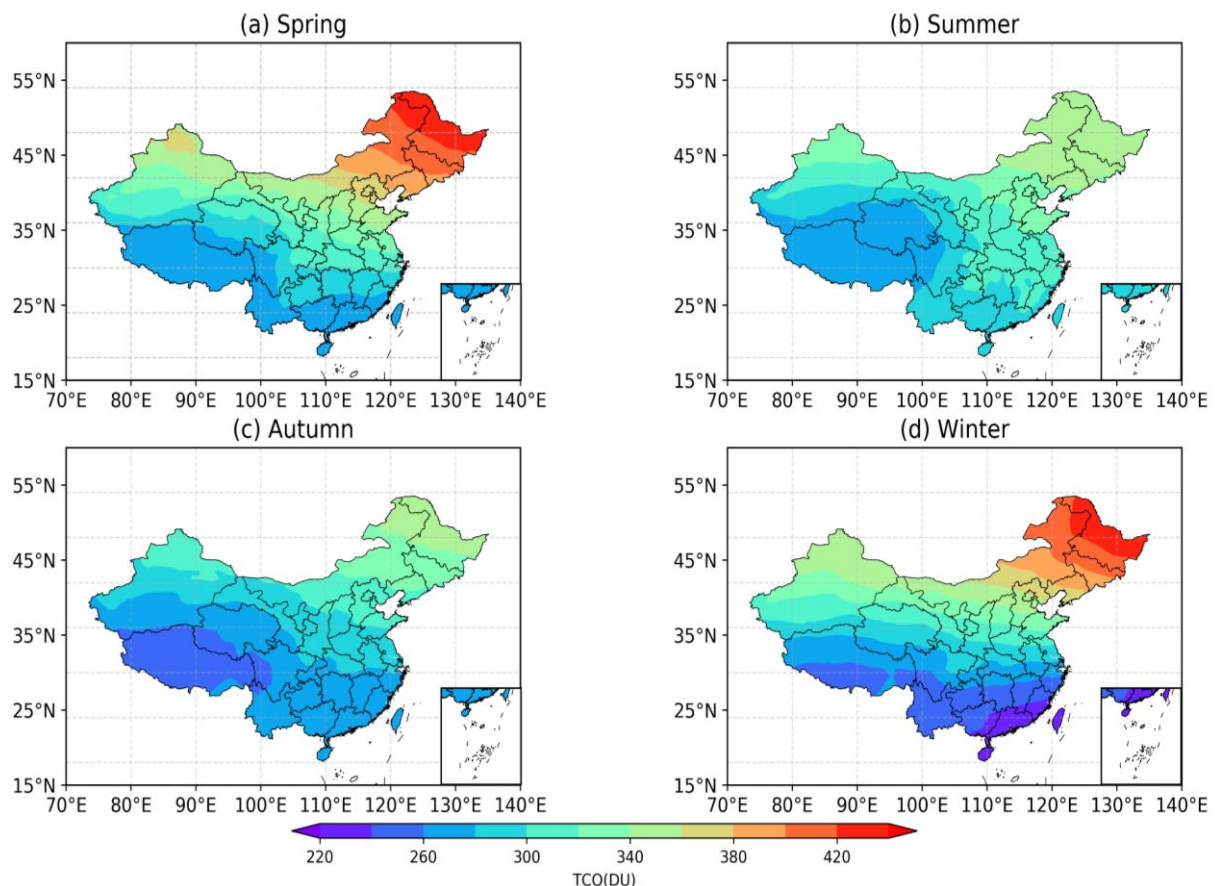 (a) Spring
(b) Summer
55°N
45°N
35°N
25°N
15°N
70°E 80°E 90°E 100°E 110°E 120°E 130°E 140°E
55°N
45°N
35°N
25°N
15°N
70°E 80°E 90°E 100°E 110°E 120°E 130°E 140°E
(c) Autumn
(d) Winter
55°N
45°N
35°N
25°N
15°N
70°E 80°E 90°E 100°E 110°E 120°E 130°E 140°E
55°N
45°N
35°N
25°N
15°N
70°E 80°E 90°E 100°E 110°E 120°E 130°E 140°E
220 260 300 340 380 420
TCO(DU)